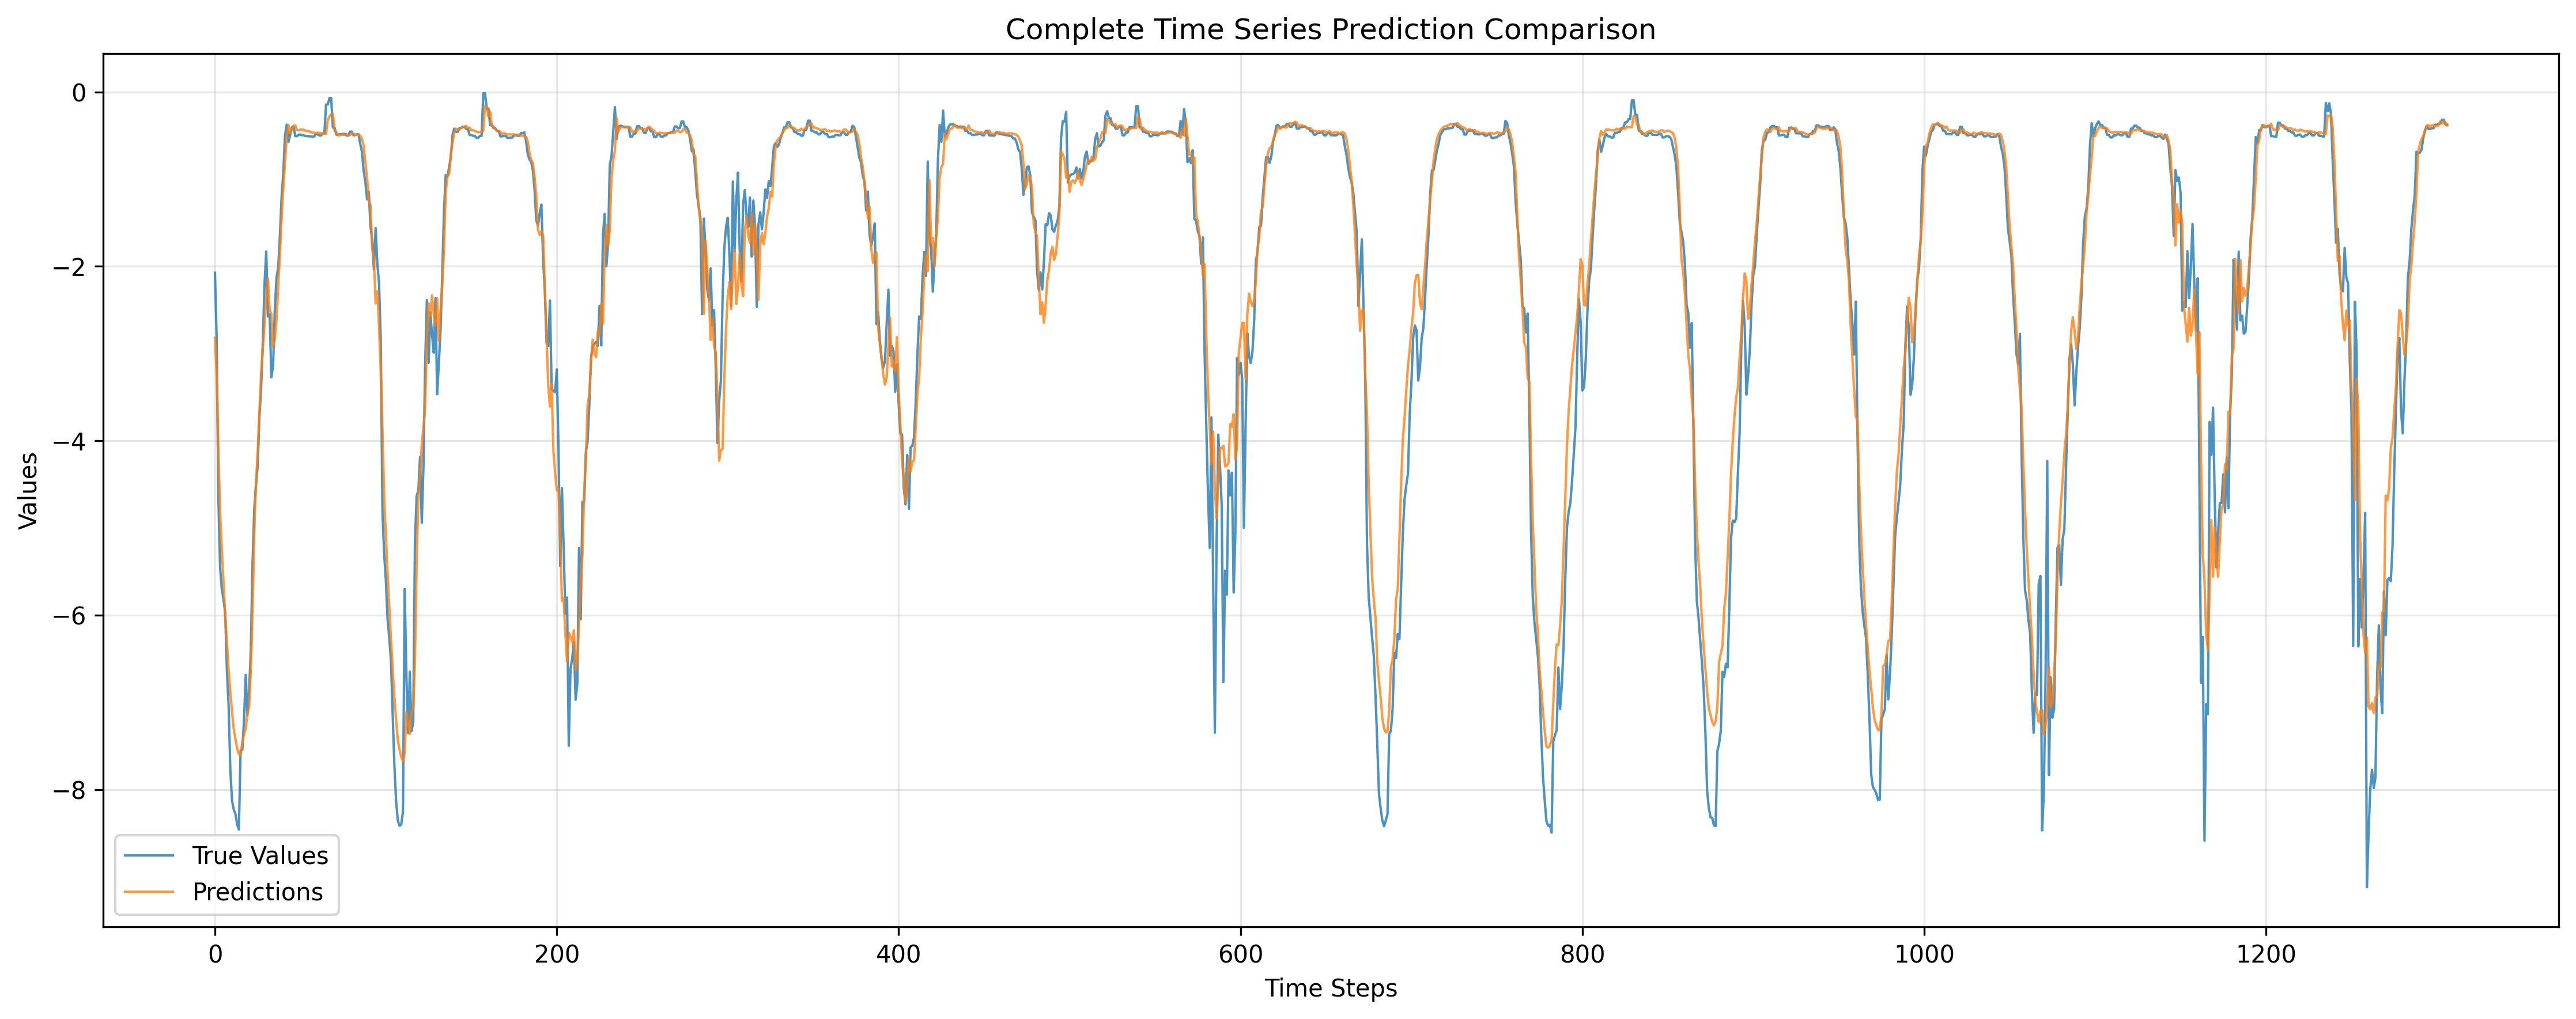 Complete Time Series Prediction Comparison
0
−2
−4
−6
−8
Values
True Values
Predictions
0 200 400 600 800 1000 1200
Time Steps